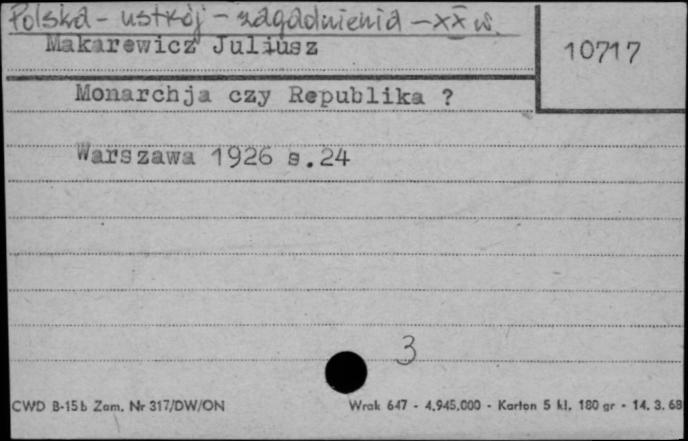 Polska - ustrój - zagadnienia - XX w.
Makarewicz Juliusz
10717
Monarchja czy Republika ?
Warszawa 1926 s.24
3
CWD B-15b Zam. Nr 317/DW/ON
Wrak 647 - 4.945.000 - Karton 5 kl. 180 gr - 14. 3. 68